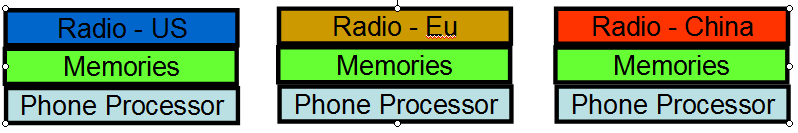 Radio - US
Memories
Phone Processor
Radio - Eu
Memories
Phone Processor
Radio - China
Memories
Phone Processor